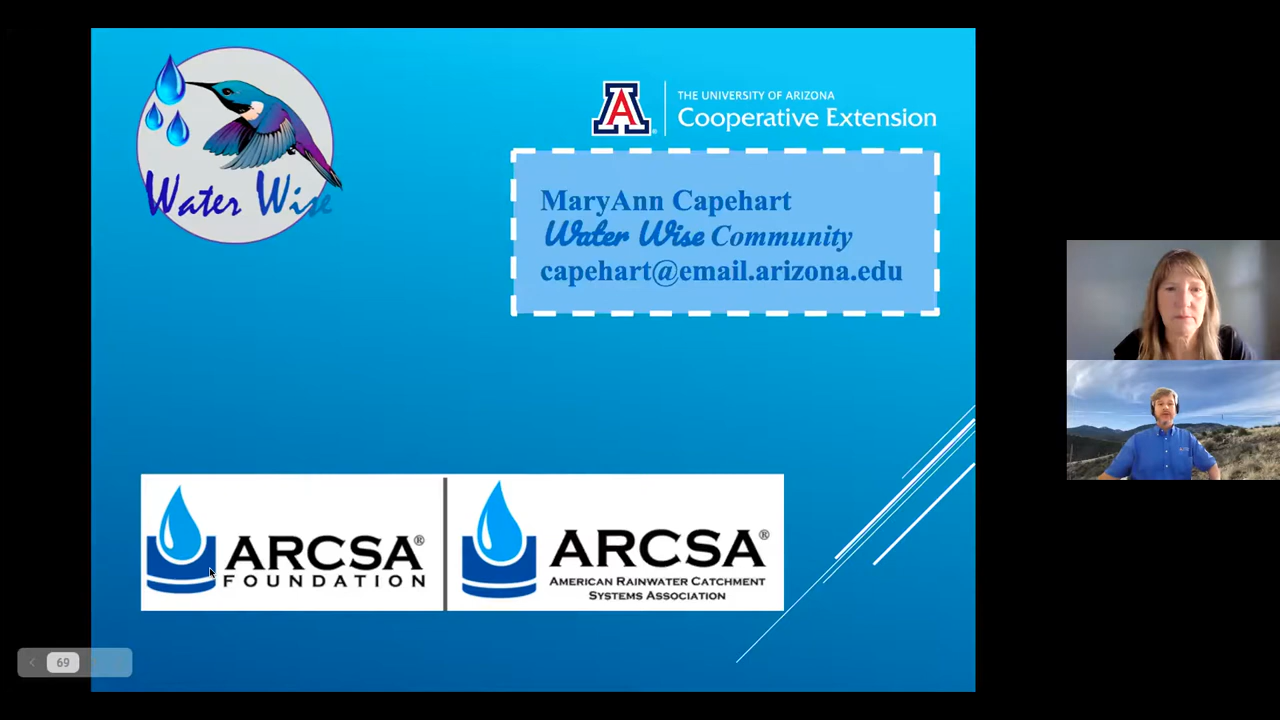 Water Wise
THE UNIVERSITY OF ARIZONA
A
Cooperative Extension
MaryAnn Capehart
Water Wise Community
capehart@email.arizona.edu
ARCSA®
FOUNDATION
ARCSA®
AMERICAN RAINWATER CATCHMENT
SYSTEMS ASSOCIATION
69